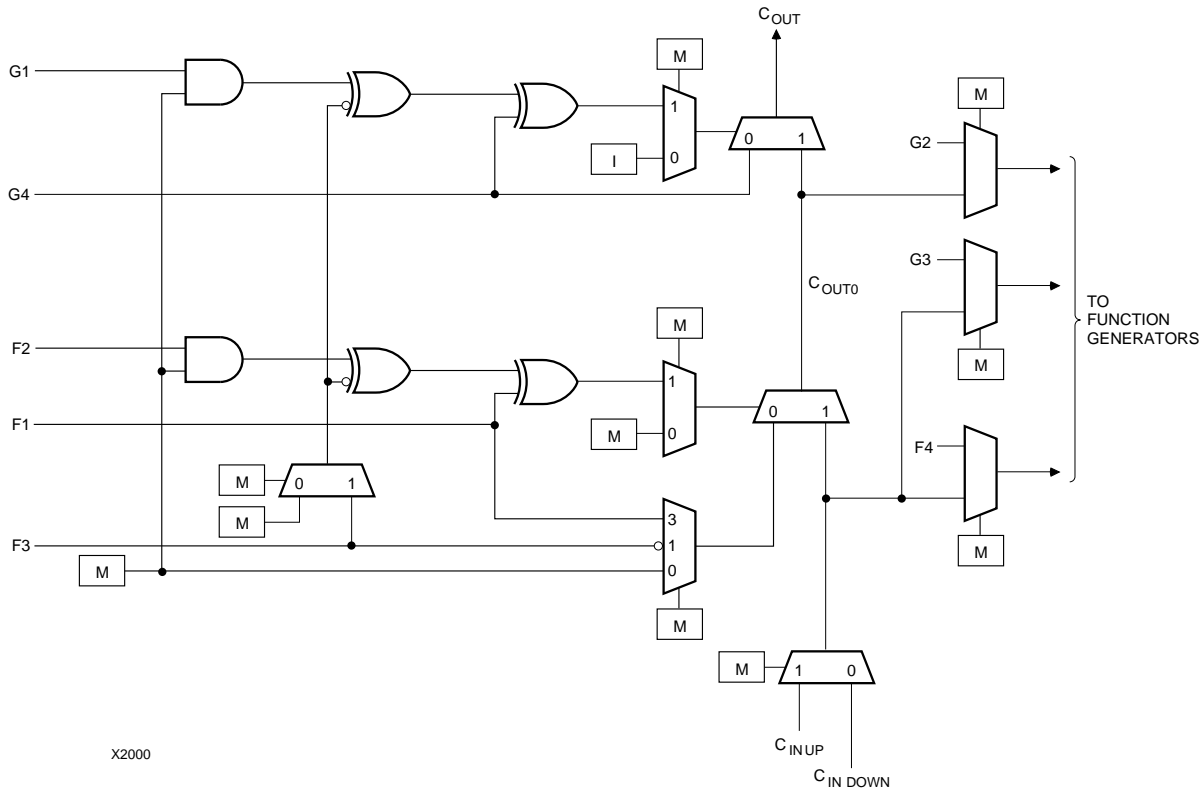 C OUT
M
G1
M
1
0 1
G2
I
0
G4
G3
C OUT0
TO
FUNCTION
GENERATORS
M
F2
M
1
0 1
F1
M
0
F4
M
0 1
M
3
F3
1
M
0
M
M
M
1 0
C IN UP
X2000
C IN DOWN